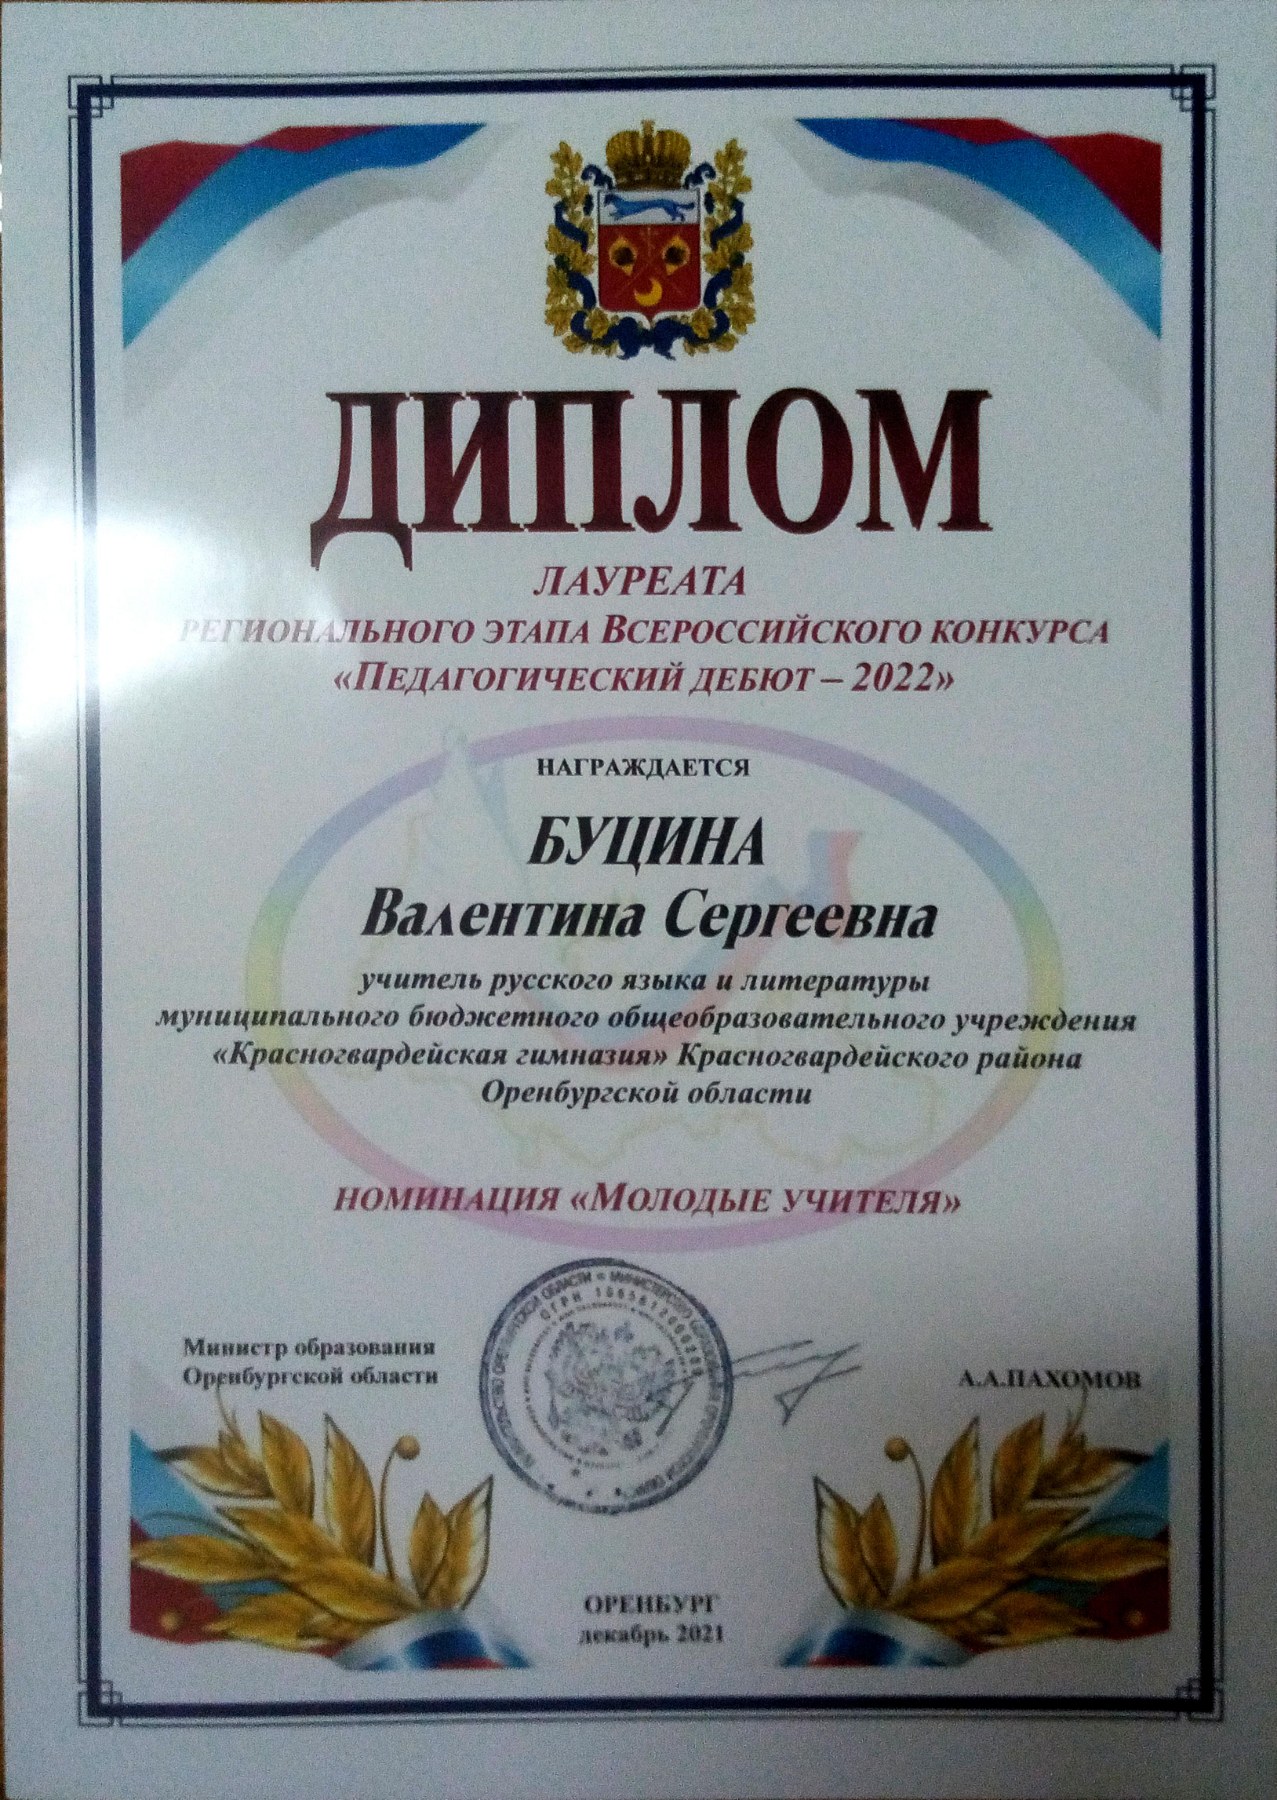 ДИПЛОМ
ЛАУРЕАТА
РЕГИОНАЛЬНОГО ЭТАПА ВСЕРОССИЙСКОГО КОНКУРСА
«ПЕДАГОГИЧЕСКИЙ ДЕБЮТ – 2022»
НАГРАЖДАЕТСЯ
БУЦИНА
Валентина Сергеевна
учитель русского языка и литературы
муниципального бюджетного общеобразовательного учреждения
«Красногвардейская гимназия» Красногвардейского района
Оренбургской области
НОМИНАЦИЯ «МОЛОДЫЕ УЧИТЕЛЯ»
Министр образования
Оренбургской области
А.А.ПАХОМОВ
ОРЕНБУРГ
декабрь 2021